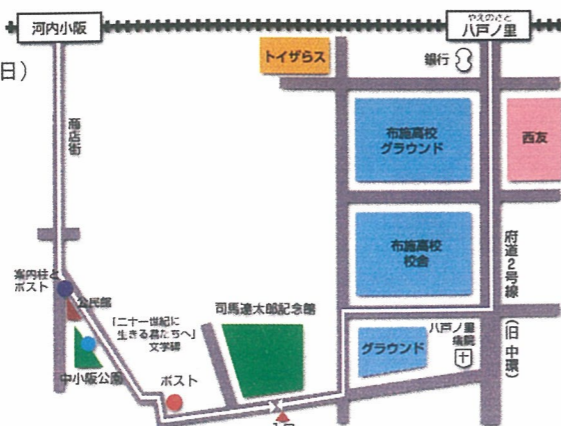 河内小阪
やえのさと
八戸ノ里
日）
トイザらス
銀行
商店街
布施高校
グラウンド
西友
布施高校
校舎
府道2号線（旧 中環）
案内柱と
ポスト
公民館
「二十一世紀に
生きる君たちへ」
文学碑
司馬遼太郎記念館
グラウンド
八戸ノ里
病院
中小阪公園
ポスト
入口